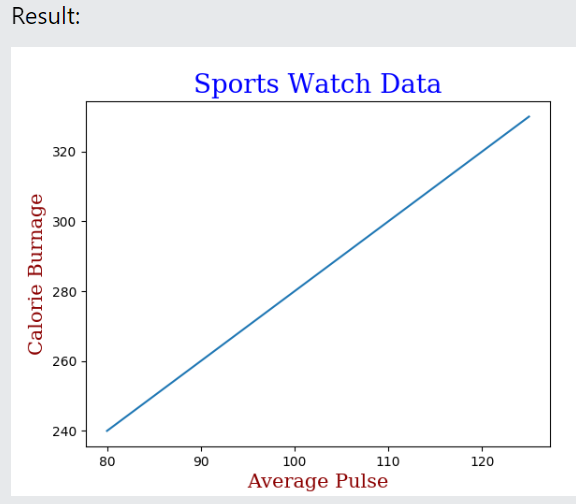 Result:
Sports Watch Data
Calorie Burnage
320
300
280
260
240
80 90 100 110 120
Average Pulse